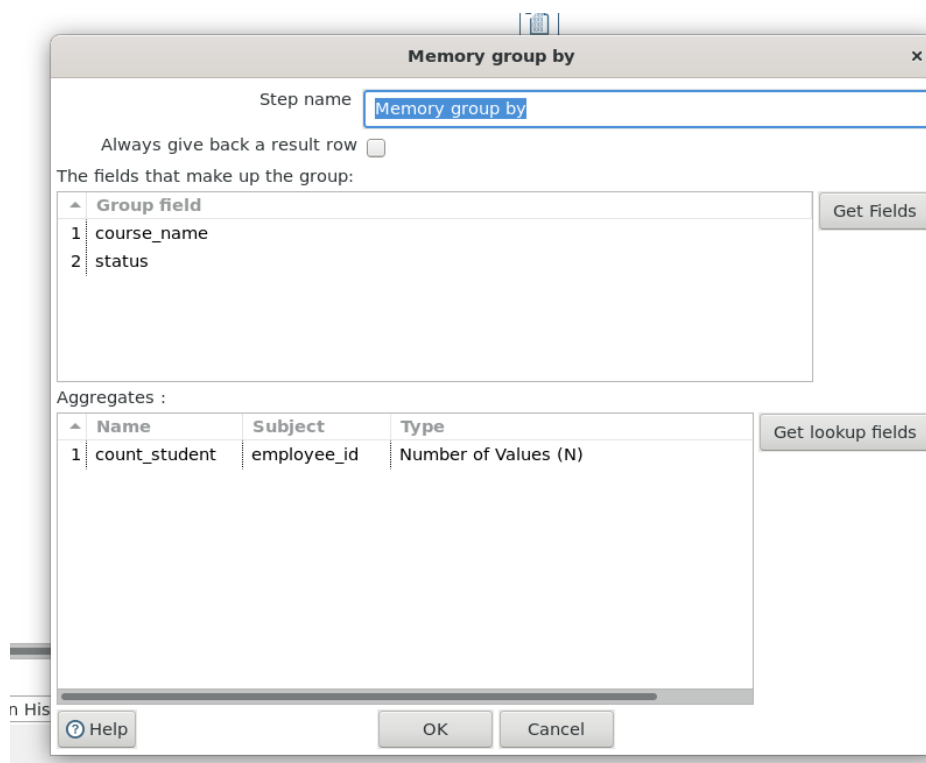 Memory group by ×
Step name Memory group by
Always give back a result row
The fields that make up the group:
Group field
Get Fields
1 course_name
2 status
Aggregates :
Name Subject Type
Get lookup fields
1 count_student employee_id Number of Values (N)
n His
Help OK Cancel